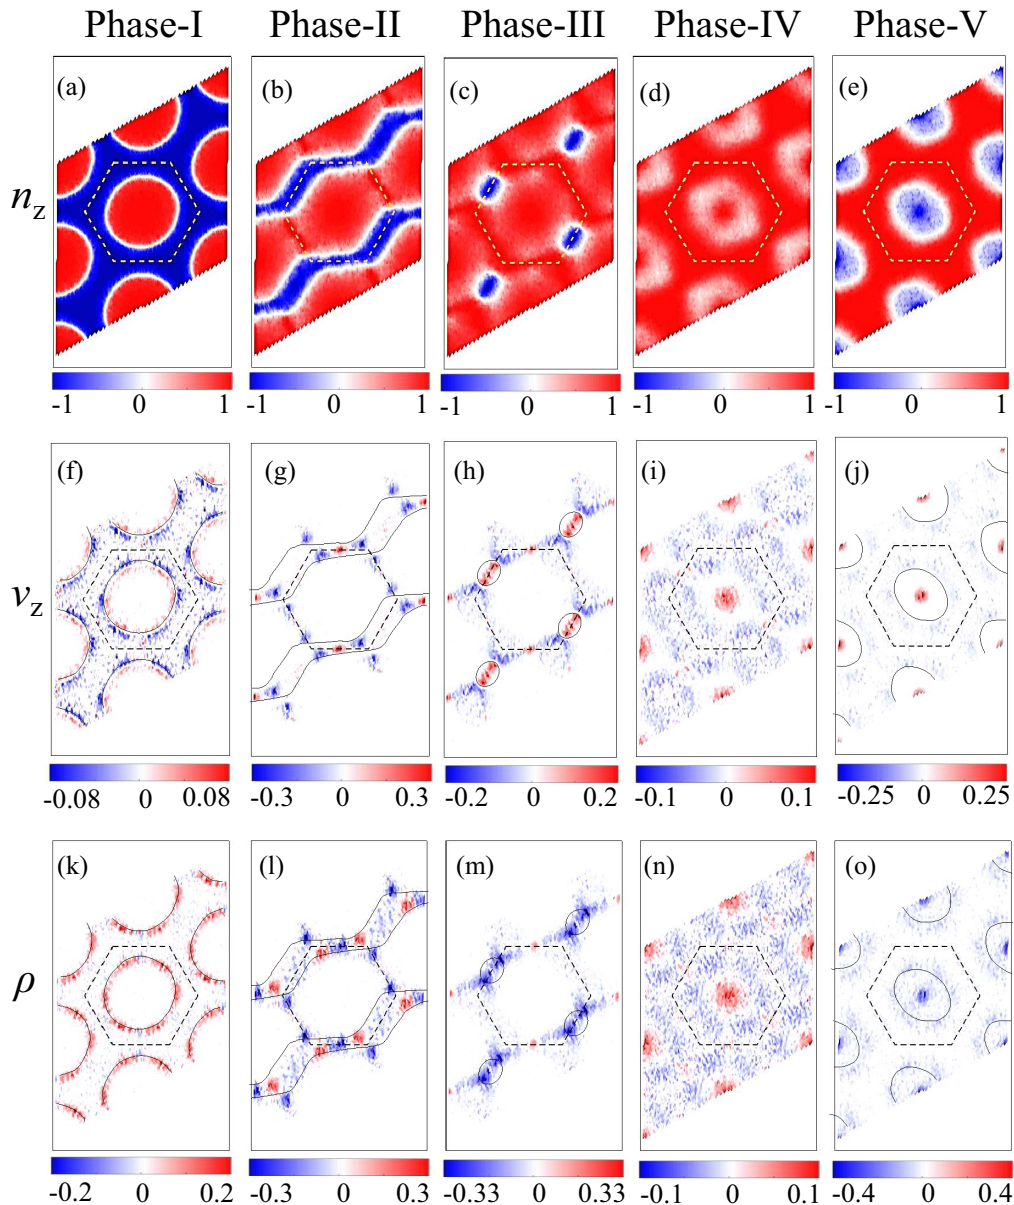 Phase-I Phase-II Phase-III Phase-IV Phase-V
(a) (b) (c) (d) (e)
nz
-1 0 1 -1 0 1 -1 0 1 -1 0 1 -1 0 1
(f) (g) (h) (i) (j)
vz
-0.08 0 0.08 -0.3 0 0.3 -0.2 0 0.2 -0.1 0 0.1 -0.25 0 0.25
(k) (l) (m) (n) (o)
ρ
-0.2 0 0.2 -0.3 0 0.3 -0.33 0 0.33 -0.1 0 0.1 -0.4 0 0.4